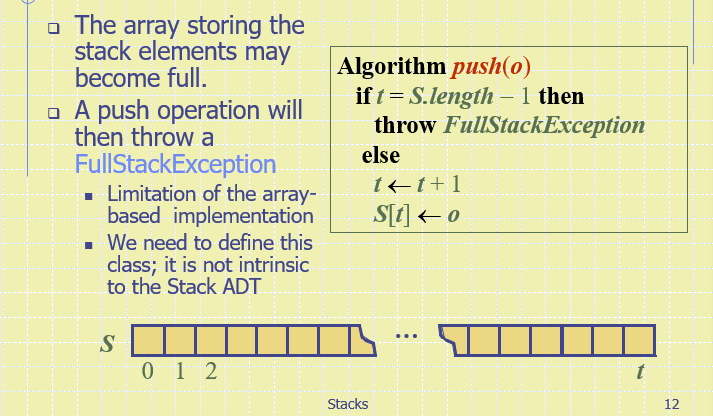 The array storing the
stack elements may
become full.
A push operation will
then throw a
FullStackException
Limitation of the array-
based implementation
We need to define this
class; it is not intrinsic
to the Stack ADT
Algorithm push(o)
if t = S.length – 1 then
throw FullStackException
else
t ← t + 1
S[t] ← o
S …
0 1 2 t
Stacks 12